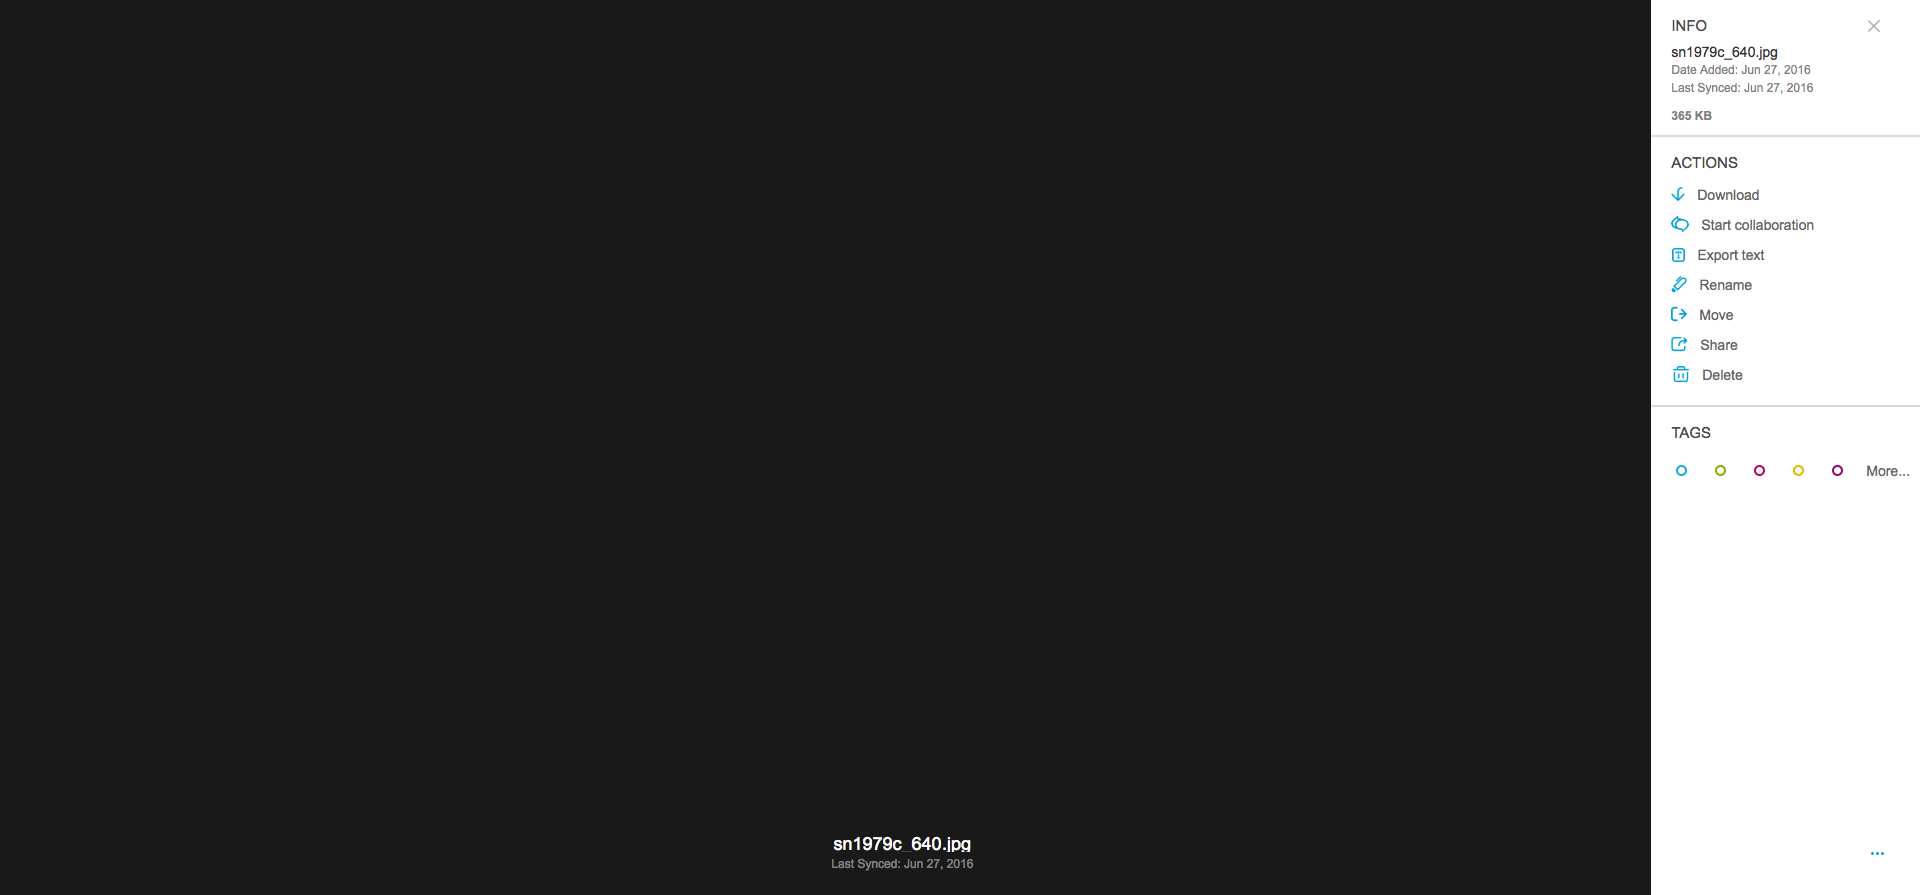 INFO
sn1979c_640.jpg
Date Added: Jun 27, 2016
Last Synced: Jun 27, 2016
365 KB
ACTIONS
Download
Start collaboration
Export text
Rename
Move
Share
Delete
TAGS
More...
sn1979c_640.jpg
Last Synced: Jun 27, 2016